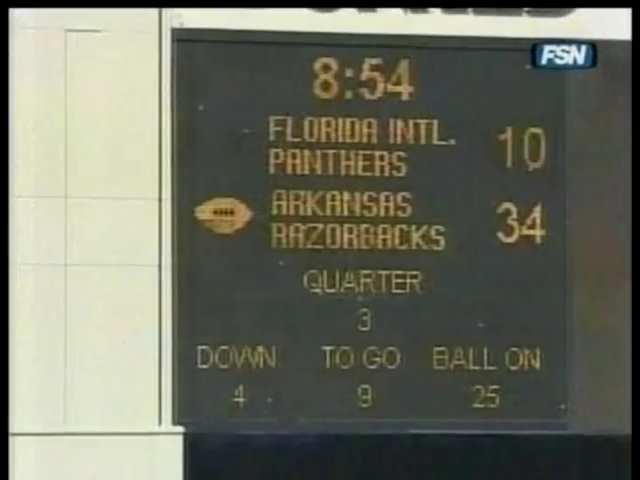 FSN
8:54
FLORIDA INTL. 10
PANTHERS
ARKANSAS 34
RAZORBACKS
QUARTER
3
DOWN TO GO BALL ON
4 9 25